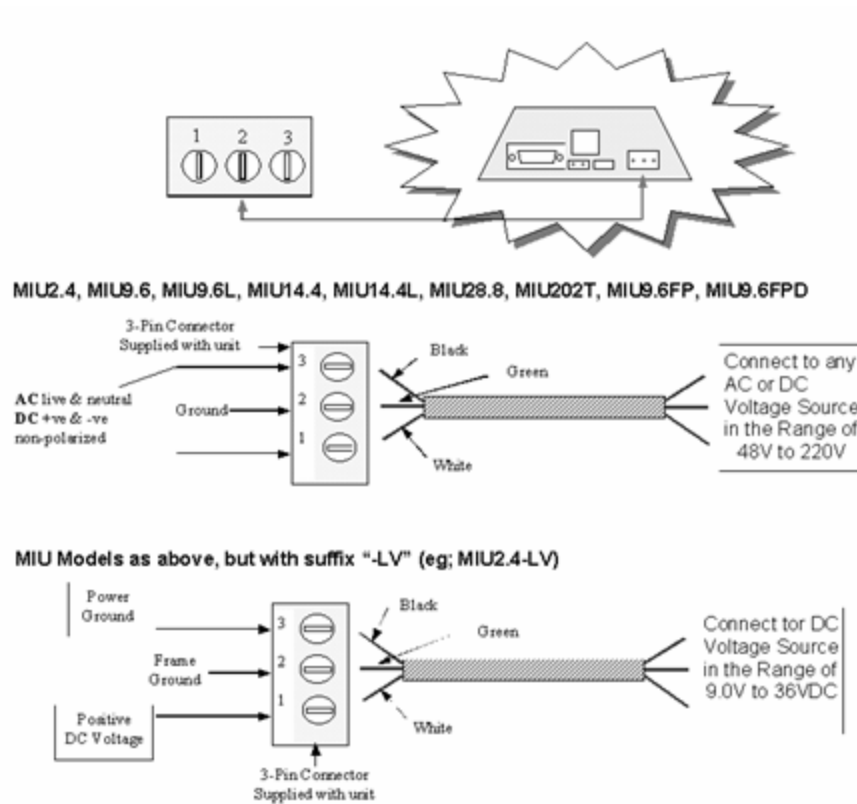 1 2 3
MIU2.4, MIU9.6, MIU9.6L, MIU14.4, MIU14.4L, MIU28.8, MIU202T, MIU9.6FP, MIU9.6FPD
3-Pin Connector
Supplied with unit
AC live & neutral
DC +ve & -ve
non-polarized
Ground
3
2
1
Black
Green
White
Connect to any
AC or DC
Voltage Source
in the Range of
48V to 220V
MIU Models as above, but with suffix “-LV” (eg; MIU2.4-LV)
Power
Ground
Frame
Ground
Positive
DC Voltage
3
2
1
Black
Green
White
Connect tor DC
Voltage Source
in the Range of
9.0V to 36VDC
3-Pin Connector
Supplied with unit